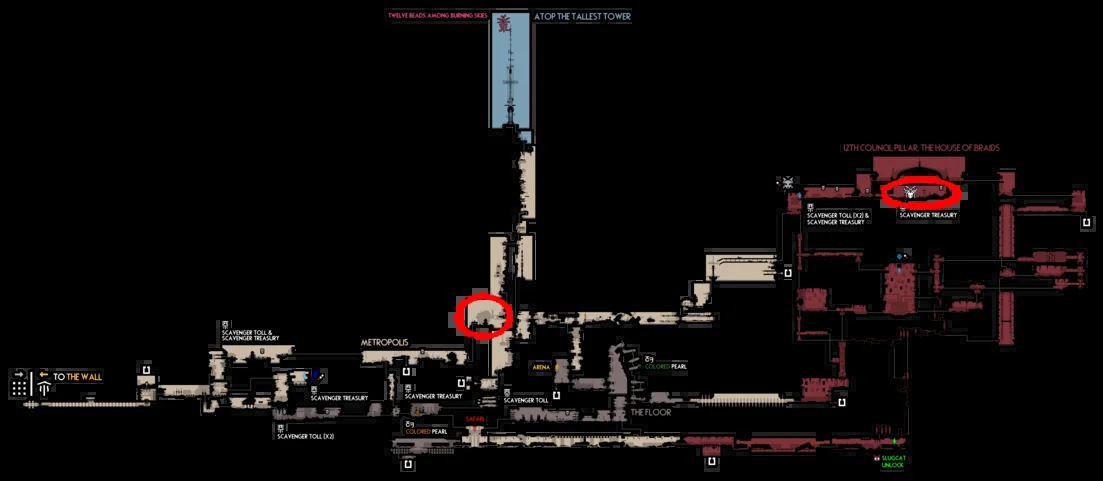 TWELVE BEADS AMONG BURNING SKIES
ATOP THE TALLEST TOWER
12TH COUNCIL PILLAR, THE HOUSE OF BRAIDS
SCAVENGER TOLL (X2) &
SCAVENGER TREASURY
SCAVENGER TREASURY
SCAVENGER TOLL &
SCAVENGER TREASURY
METROPOLIS
TO THE WALL
ARENA
COLORED PEARL
SCAVENGER TREASURY
SCAVENGER TREASURY
SCAVENGER TOLL
THE FLOOR
SAFARI
COLORED PEARL
SCAVENGER TOLL (X2)
SLUGCAT
UNLOCK